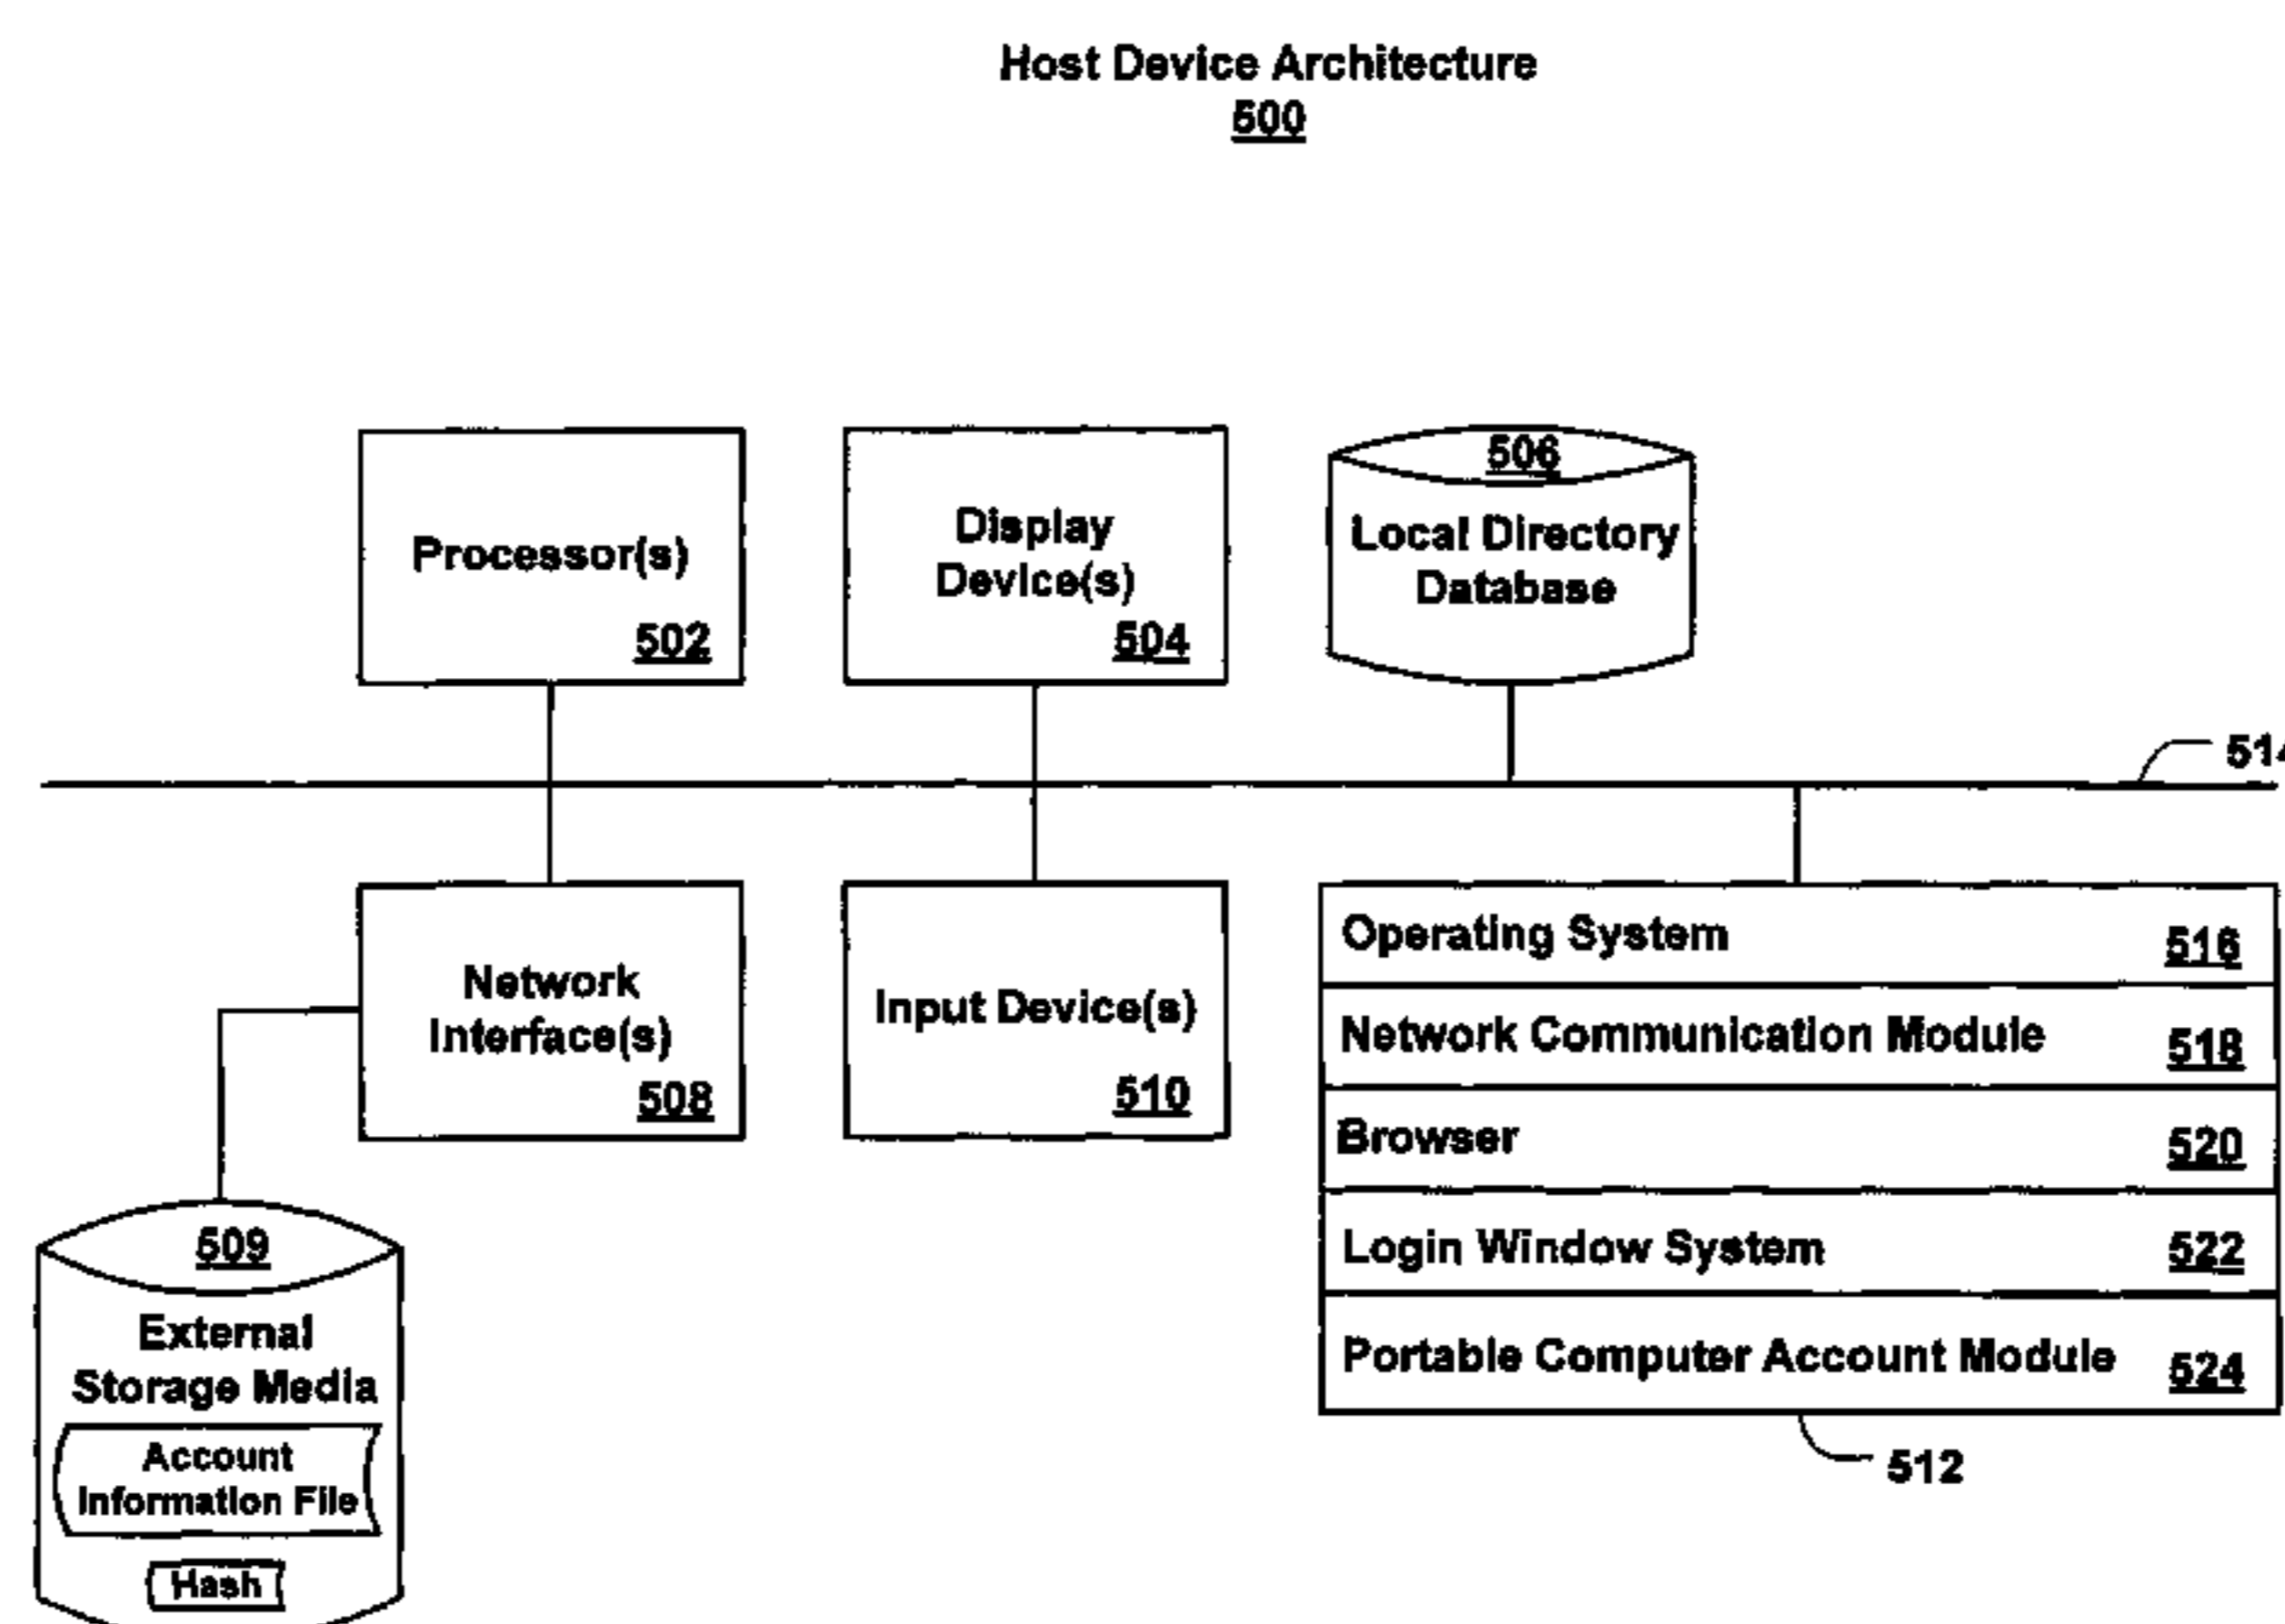 Host Device Architecture
500
Processor(s)
502
Display
Device(s)
504
506
Local Directory
Database
Network
Interface(s)
508
Input Device(s)
510
Operating System 516
Network Communication Module 518
Browser 520
Login Window System 522
Portable Computer Account Module 524
512
509
External
Storage Media
Account
Information File
Hash